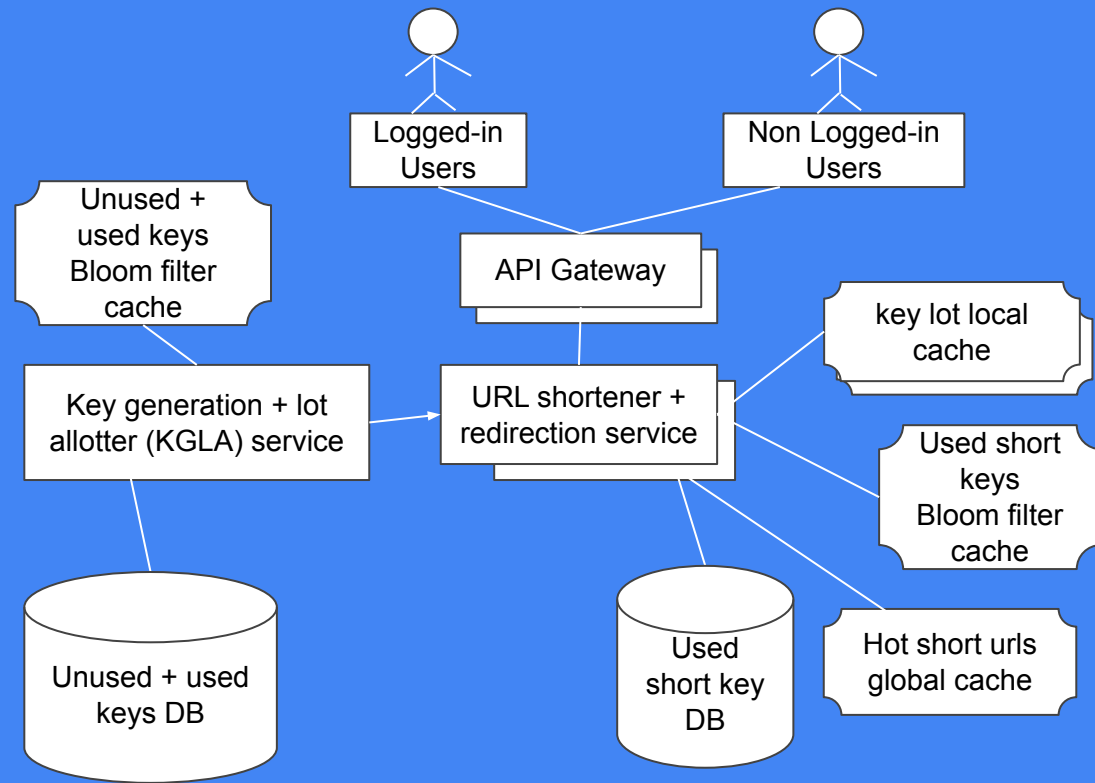 Logged-in
Users
Non Logged-in
Users
Unused +
used keys
Bloom filter
cache
API Gateway
key lot local
cache
Key generation + lot
allotter (KGLA) service
URL shortener +
redirection service
Used short
keys
Bloom filter
cache
Unused + used
keys DB
Used
short key
DB
Hot short urls
global cache